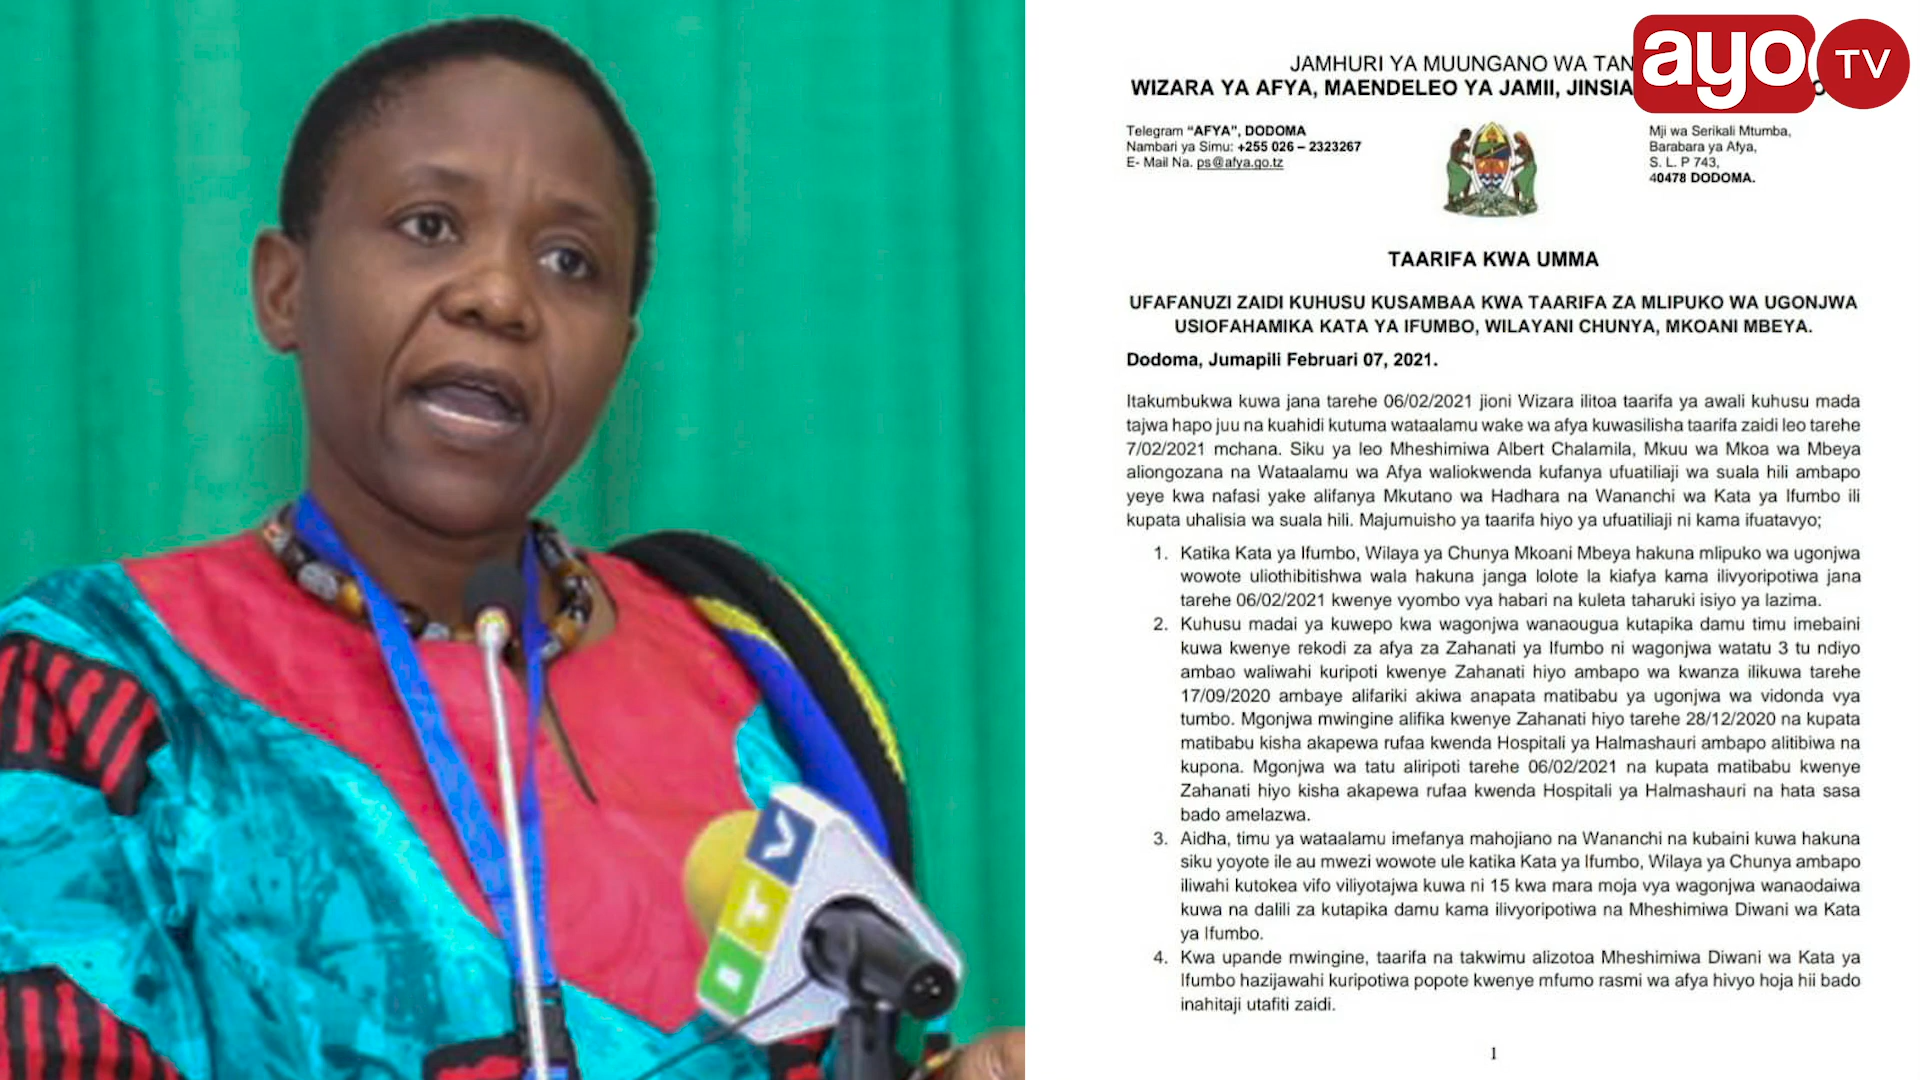 ayo TV
JAMHURI YA MUUNGANO WA
WIZARA YA AFYA, MAENDELEO YA JAMII, JINSIA
Telegram “AFYA”, DODOMA
Nambari ya Simu: +255 026 – 2323267
E- Mail Na. ps@afya.go.tz
Mji wa Serikali Mtumba,
Barabara ya Afya,
S. L. P 743,
40478 DODOMA.
TAARIFA KWA UMMA
UFAFANUZI ZAIDI KUHUSU KUSAMBAA KWA TAARIFA ZA MLIPUKO WA UGONJWA
USIOFAHAMIKA KATA YA IFUMBO, WILAYANI CHUNYA, MKOANI MBEYA.
Dodoma, Jumapili Februari 07, 2021.
Itakumbukwa kuwa jana tarehe 06/02/2021 jioni Wizara ilitoa taarifa ya awali kuhusu mada
tajwa hapo juu na kuahidi kutuma wataalamu wake wa afya kuwasilisha taarifa zaidi leo tarehe
7/02/2021 mchana. Siku ya leo Mheshimiwa Albert Chalamila, Mkuu wa Mkoa wa Mbeya
aliongozana na Wataalamu wa Afya waliokwenda kufanya ufuatiliaji wa suala hili ambapo
yeye kwa nafasi yake alifanya Mkutano wa Hadhara na Wananchi wa Kata ya Ifumbo ili
kupata uhalisia wa suala hili. Majumuisho ya taarifa hiyo ya ufuatiliaji ni kama ifuatavyo;
1. Katika Kata ya Ifumbo, Wilaya ya Chunya Mkoani Mbeya hakuna mlipuko wa ugonjwa
wowote uliothibitishwa wala hakuna janga lolote la kiafya kama ilivyoripotiwa jana
tarehe 06/02/2021 kwenye vyombo vya habari na kuleta taharuki isiyo ya lazima.
2. Kuhusu madai ya kuwepo kwa wagonjwa wanaougua kutapika damu timu imebaini
kuwa kwenye rekodi za afya za Zahanati ya Ifumbo ni wagonjwa watatu 3 tu ndiyo
ambao waliwahi kuripoti kwenye Zahanati hiyo ambapo wa kwanza ilikuwa tarehe
17/09/2020 ambaye alifariki akiwa anapata matibabu ya ugonjwa wa vidonda vya
tumbo. Mgonjwa mwingine alifika kwenye Zahanati hiyo tarehe 28/12/2020 na kupata
matibabu kisha akapewa rufaa kwenda Hospitali ya Halmashauri ambapo alitibiwa na
kupona. Mgonjwa wa tatu aliripoti tarehe 06/02/2021 na kupata matibabu kwenye
Zahanati hiyo kisha akapewa rufaa kwenda Hospitali ya Halmashauri na hata sasa
bado amelazwa.
3. Aidha, timu ya wataalamu imefanya mahojiano na Wananchi na kubaini kuwa hakuna
siku yoyote ile au mwezi wowote ule katika Kata ya Ifumbo, Wilaya ya Chunya ambapo
iliwahi kutokea vifo viliyotajwa kuwa ni 15 kwa mara moja vya wagonjwa wanaodaiwa
kuwa na dalili za kutapika damu kama ilivyoripotiwa na Mheshimiwa Diwani wa Kata
ya Ifumbo.
4. Kwa upande mwingine, taarifa na takwimu alizotoa Mheshimiwa Diwani wa Kata ya
Ifumbo hazijawahi kuripotiwa popote kwenye mfumo rasmi wa afya hivyo hoja hii bado
inahitaji utafiti zaidi.
1
ITV